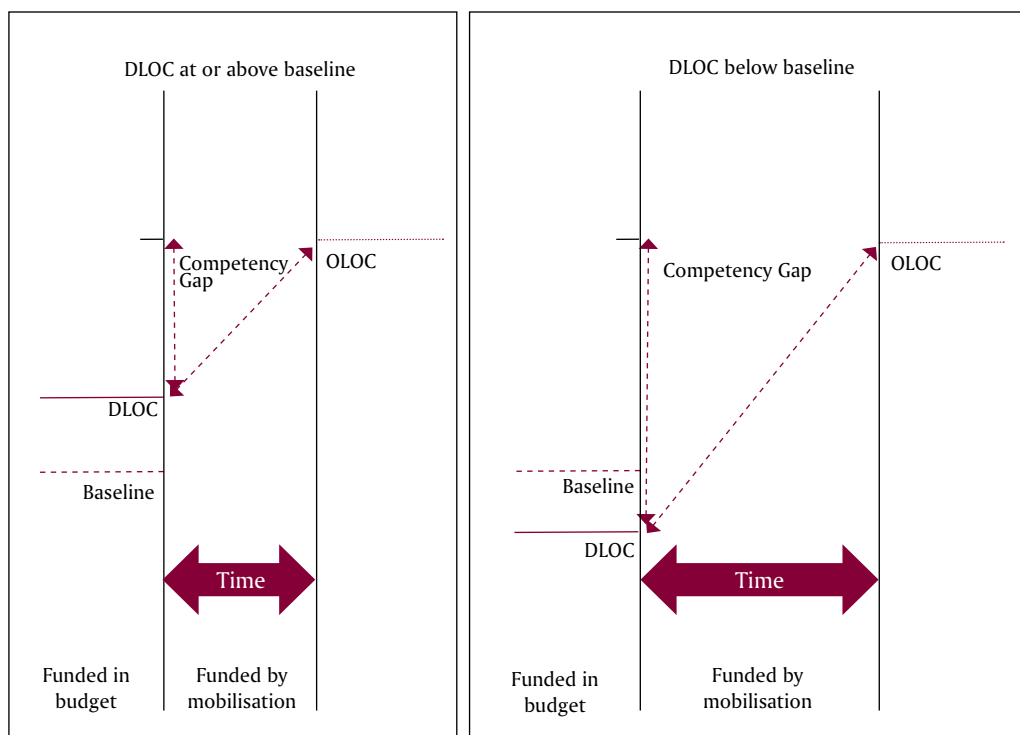 DLOC at or above baseline
Competency
Gap
OLOC
DLOC
Baseline
Time
Funded in
budget
Funded by
mobilisation
DLOC below baseline
Competency Gap
OLOC
Baseline
DLOC
Time
Funded in
budget
Funded by
mobilisation